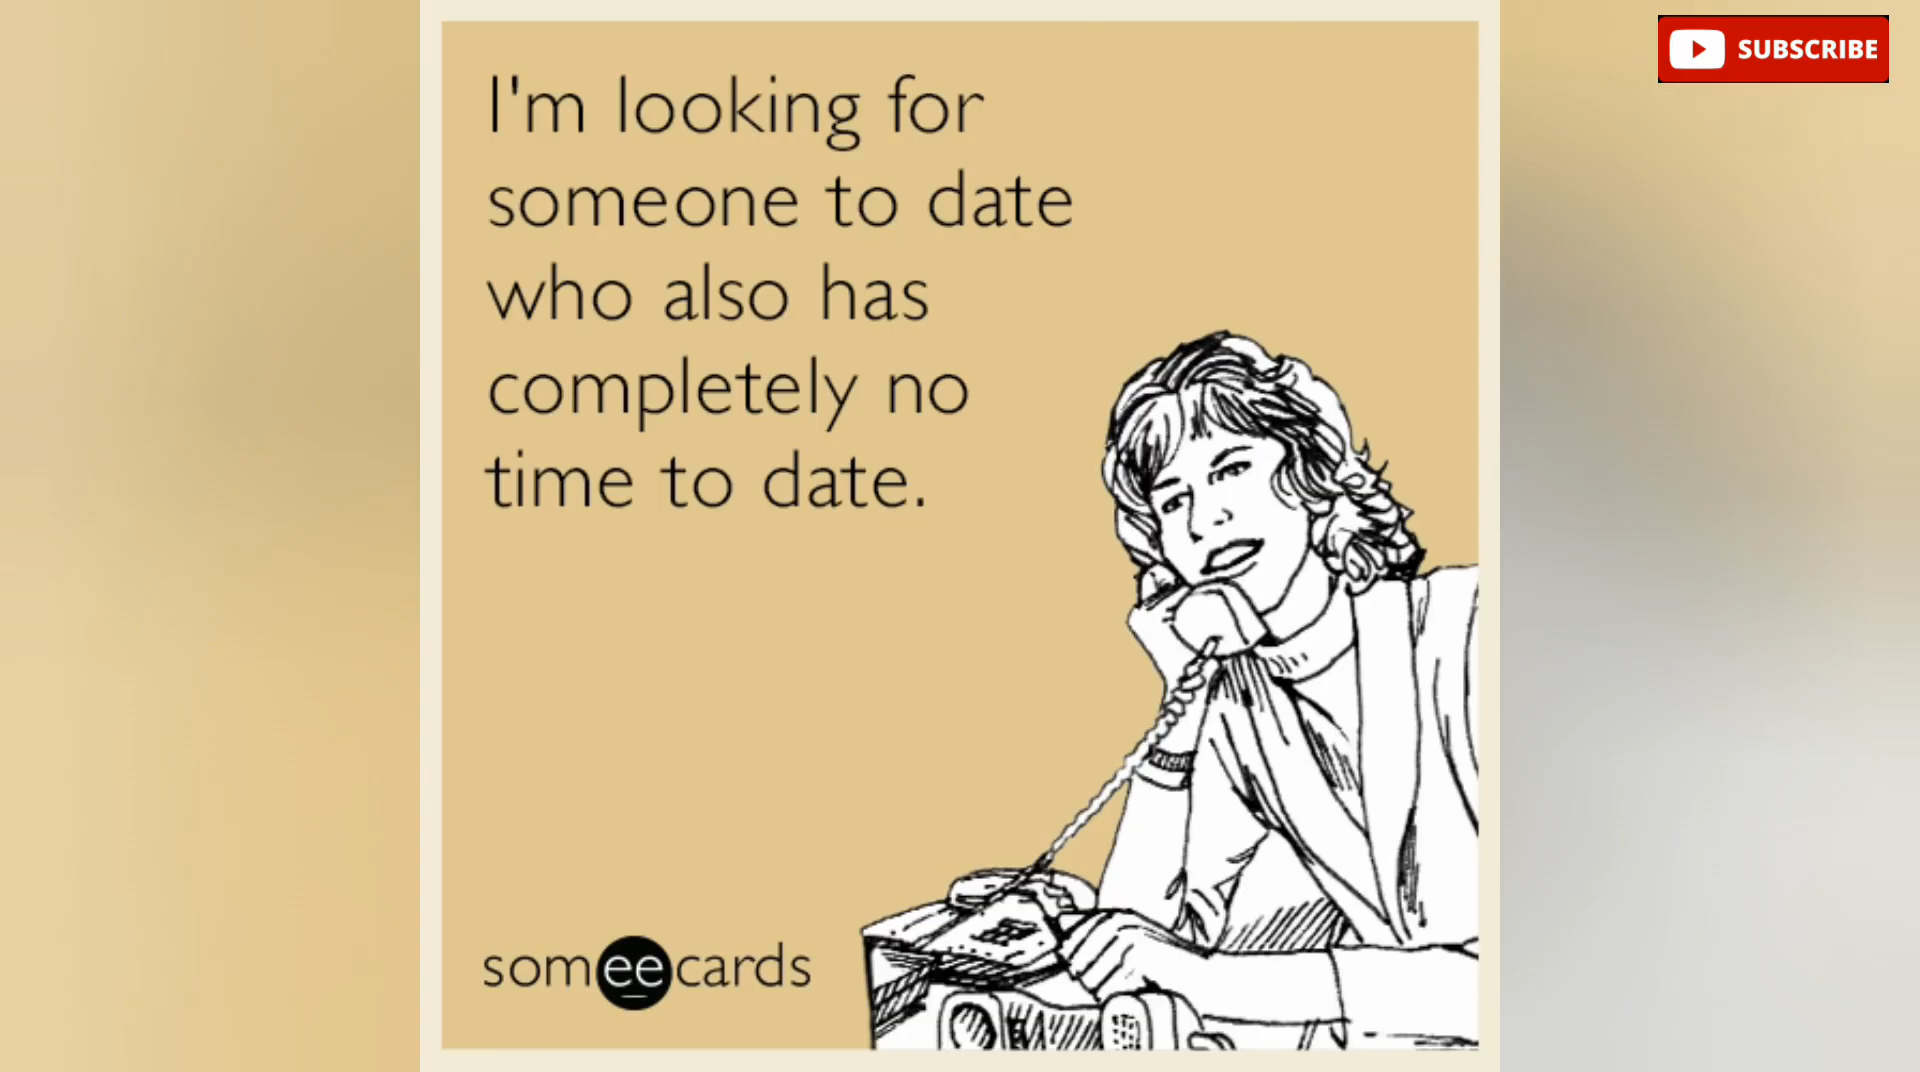 I'm looking for
someone to date
who also has
completely no
time to date.
someecards
SUBSCRIBE